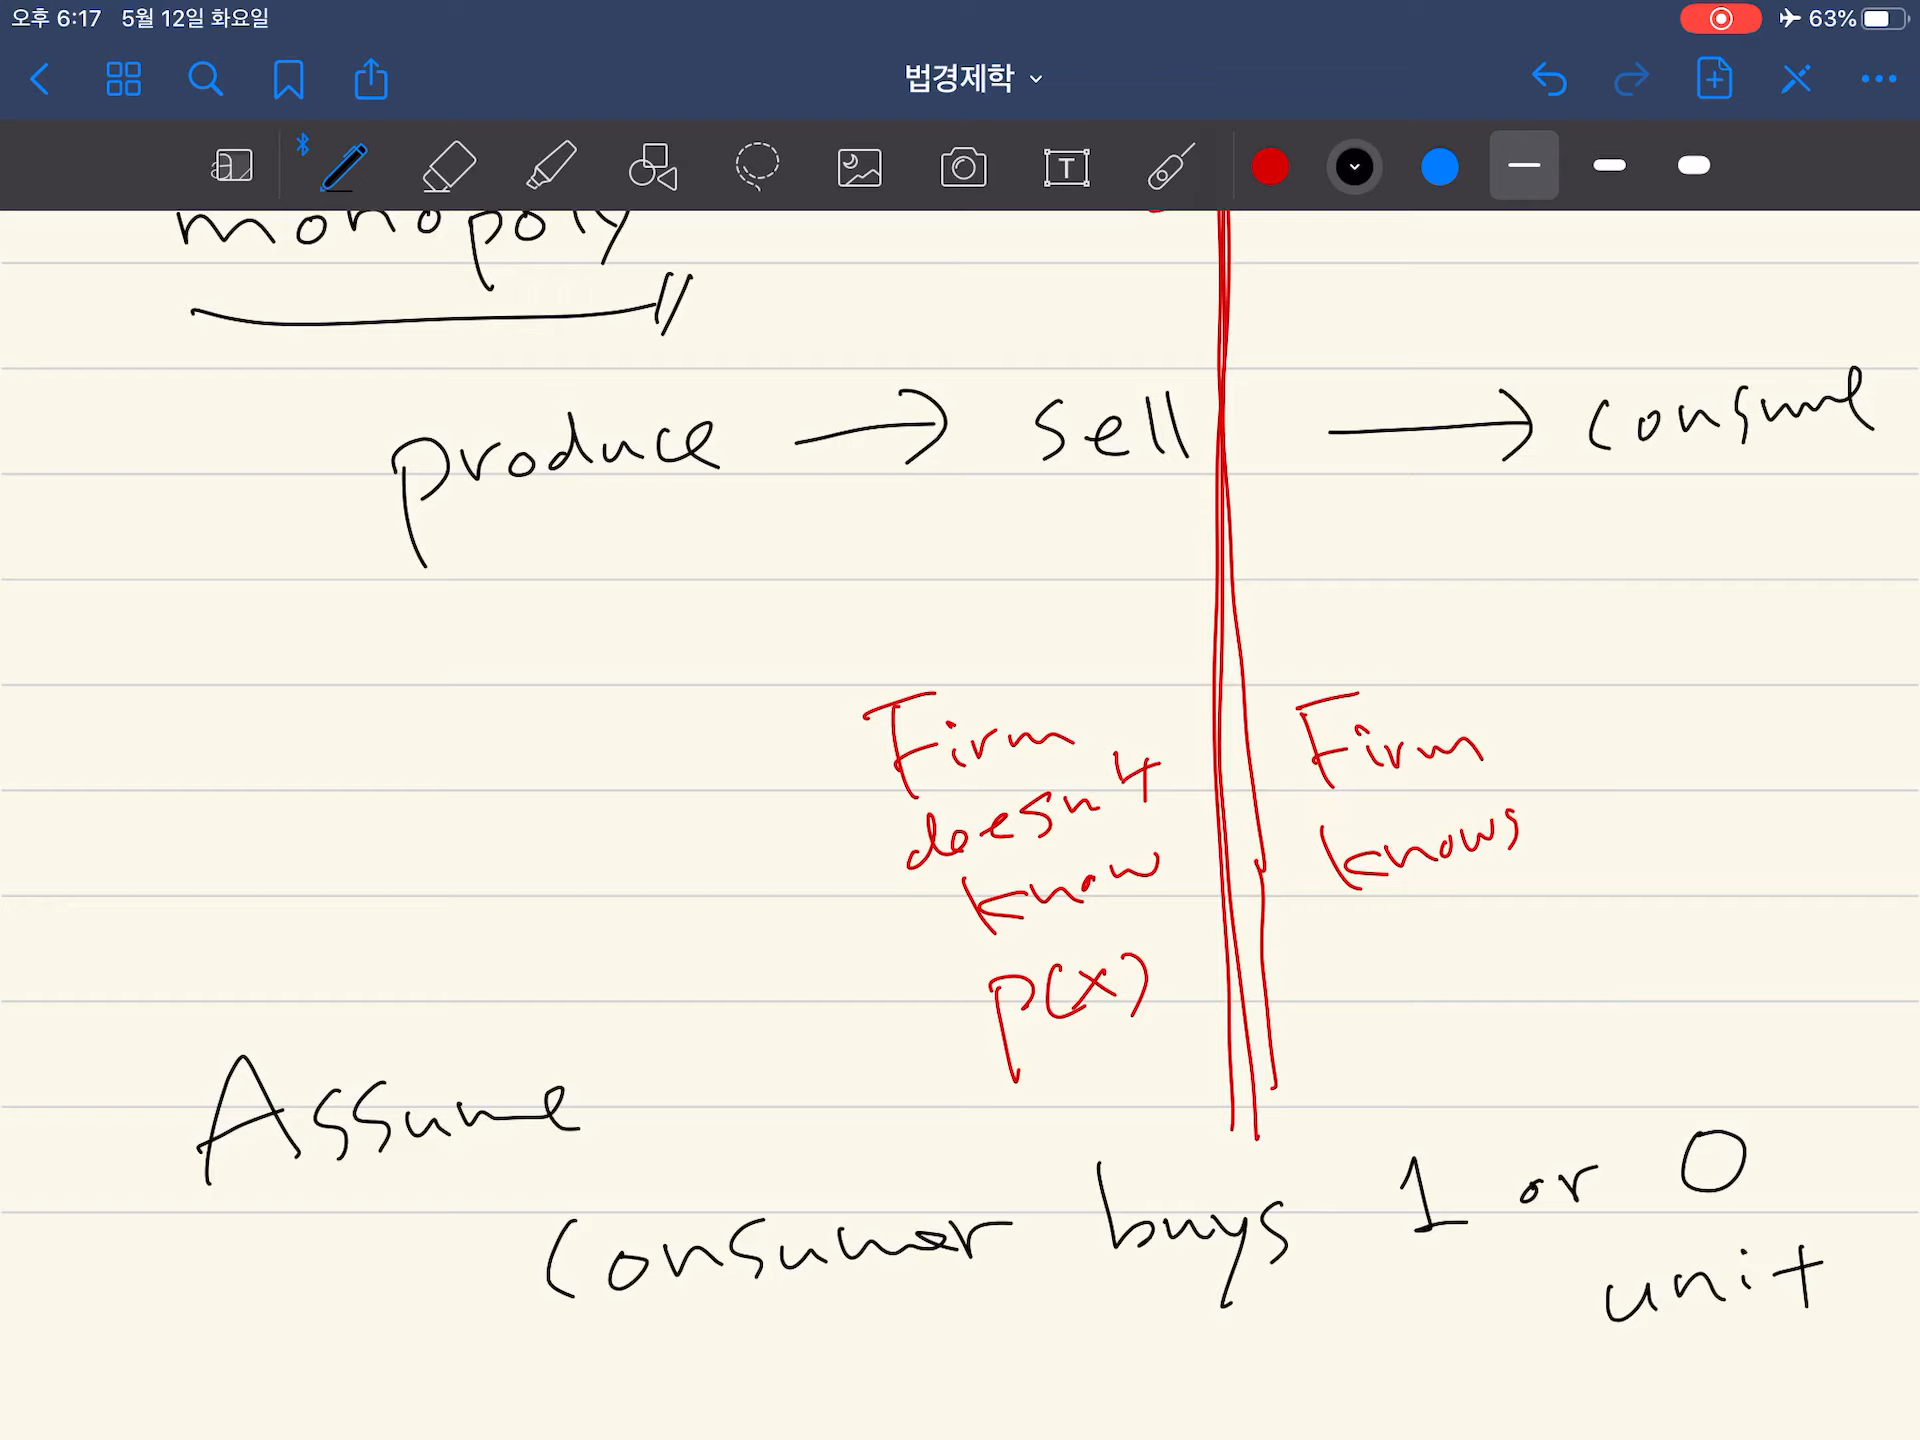 오후 6:17 5월 12일 화요일 63%
법경제학
monopoly
produce → sell → consume
Firm doesn't know p(x)
Firm knows
Assume
consumer buys 1 or 0 unit